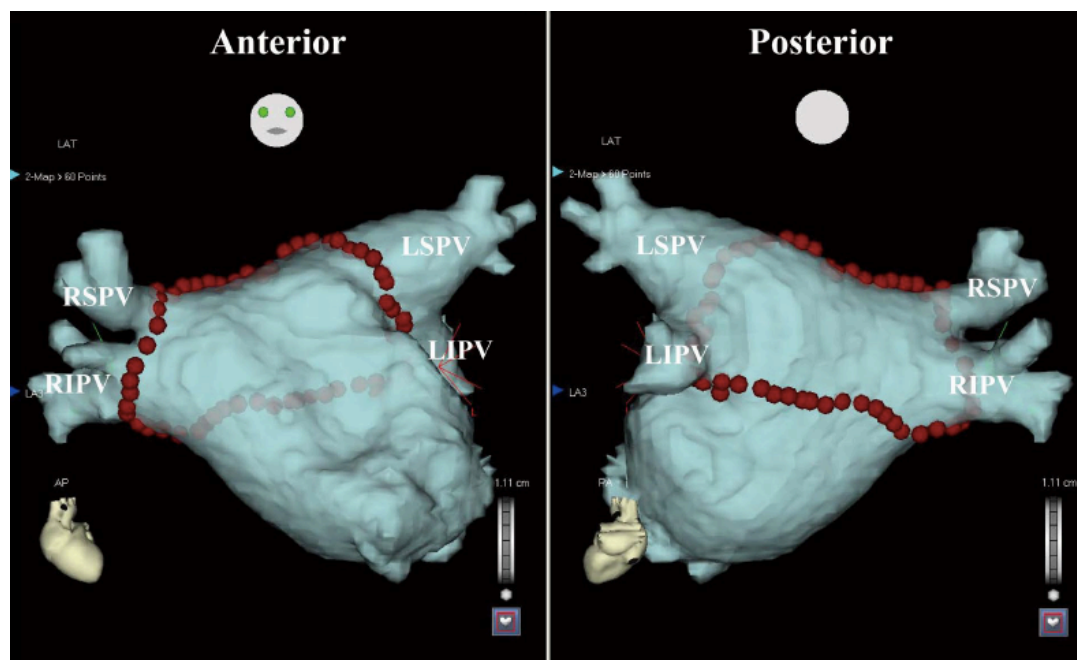 Anterior
LAT
2-Map > 60 Points
LSPV
RSPV
LIPV
RIPV
LA3
AP
1.11 cm
Posterior
LAT
2-Map > 60 Points
LSPV
RSPV
LIPV
RIPV
LA3
PA
1.11 cm